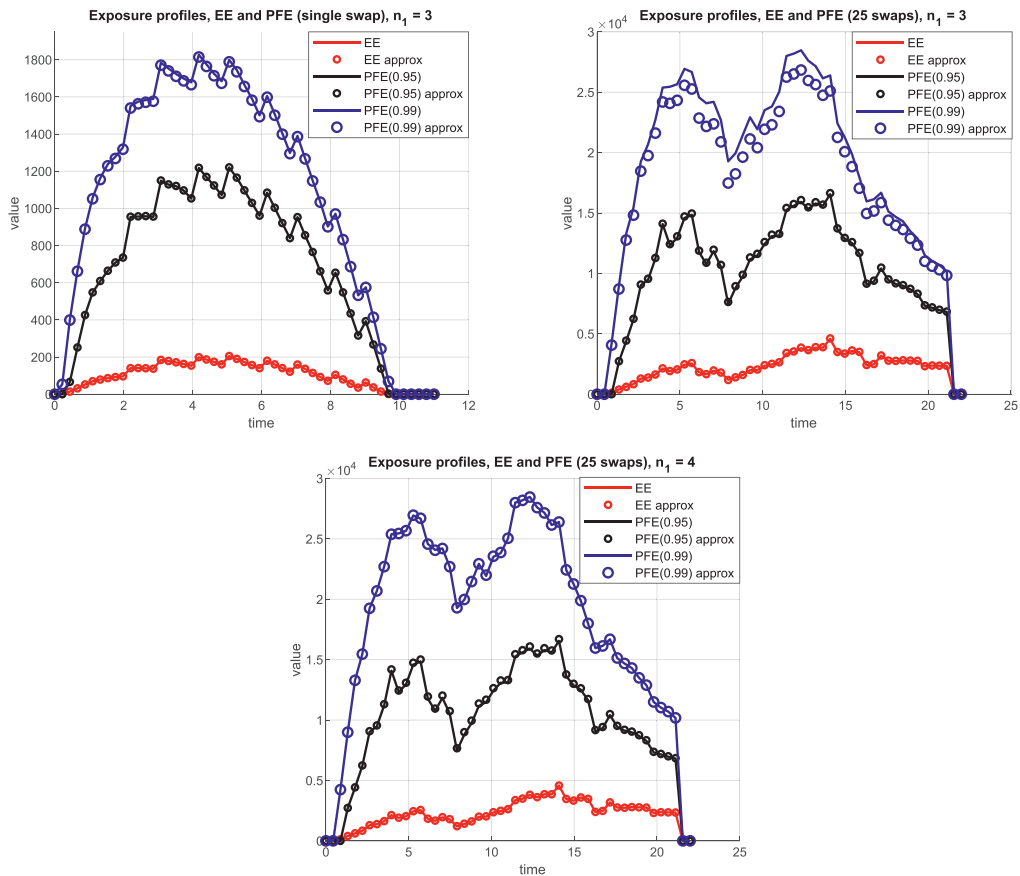 Exposure profiles, EE and PFE (single swap), n1 = 3
EE
EE approx
PFE(0.95)
PFE(0.95) approx
PFE(0.99)
PFE(0.99) approx
1800
1600
1400
1200
1000
800
600
400
200
0
value
0 2 4 6 8 10 12
time
Exposure profiles, EE and PFE (25 swaps), n1 = 3
×10^4
EE
EE approx
PFE(0.95)
PFE(0.95) approx
PFE(0.99)
PFE(0.99) approx
3
2.5
2
1.5
1
0.5
0
value
0 5 10 15 20 25
time
Exposure profiles, EE and PFE (25 swaps), n1 = 4
×10^4
EE
EE approx
PFE(0.95)
PFE(0.95) approx
PFE(0.99)
PFE(0.99) approx
3
2.5
2
1.5
1
0.5
0
value
0 5 10 15 20 25
time